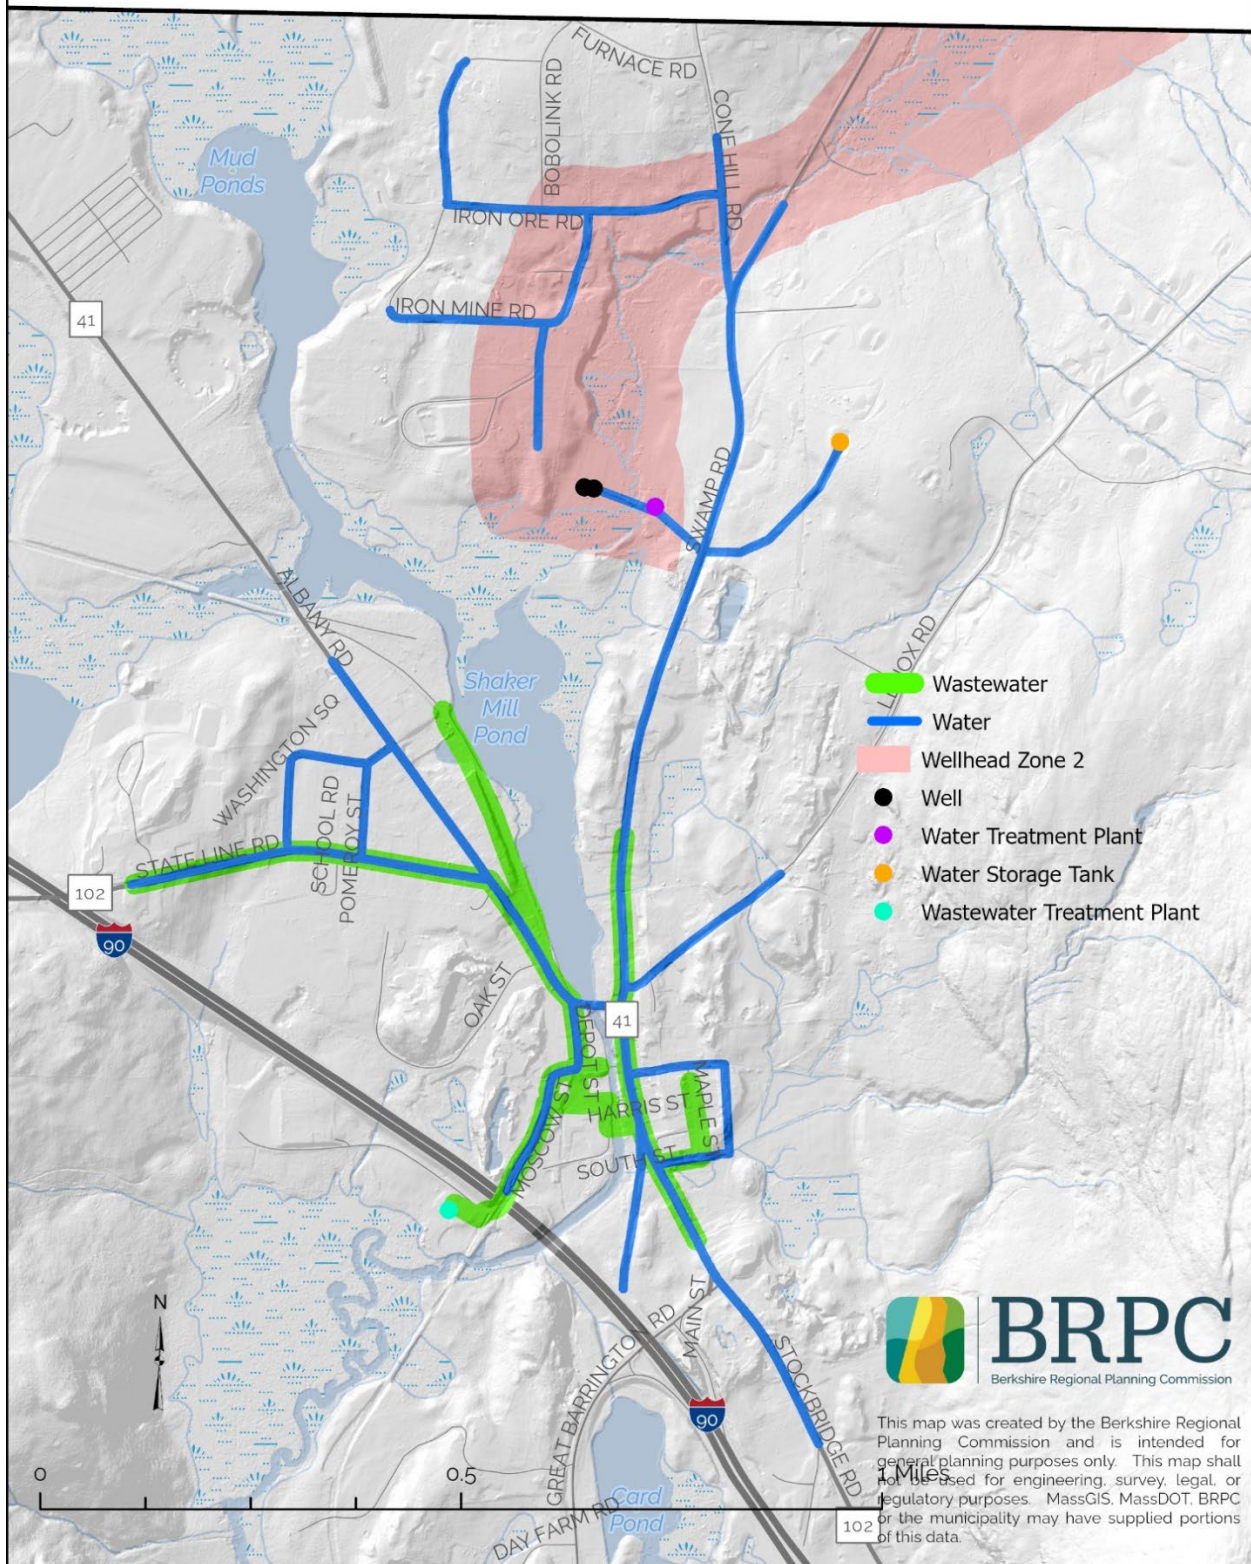 FURNACE RD
BOBOLINK RD
CONE HILL RD
Mud
Ponds
IRON ORE RD
IRON MINE RD
41
SWAMP RD
ALBANY RD
Shaker
Mill
Pond
WASHINGTON SQ
SCHOOL RD
POMEROY ST
STATE LINE RD
102
90
LENOX RD
Wastewater
Water
Wellhead Zone 2
Well
Water Treatment Plant
Water Storage Tank
Wastewater Treatment Plant
OAK ST
DEPOT ST
41
MAPLE ST
HARRIS ST
MOSCOW ST
SOUTH ST
N
MAIN ST
GREAT BARRINGTON RD
STOCKBRIDGE RD
90
BRPC
Berkshire Regional Planning Commission
This map was created by the Berkshire Regional
Planning Commission and is intended for
general planning purposes only. This map shall
not be used for engineering, survey, legal, or
regulatory purposes. MassGIS, MassDOT, BRPC
or the municipality may have supplied portions
of this data.
0
0.5
1 Miles
Card
Pond
DAY FARM RD
102